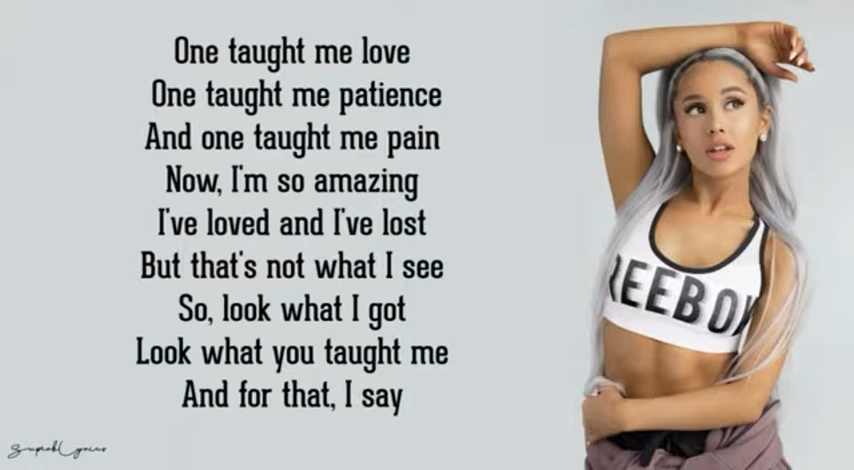 One taught me love
One taught me patience
And one taught me pain
Now, I'm so amazing
I've loved and I've lost
But that's not what I see
So, look what I got
Look what you taught me
And for that, I say
REEBOK